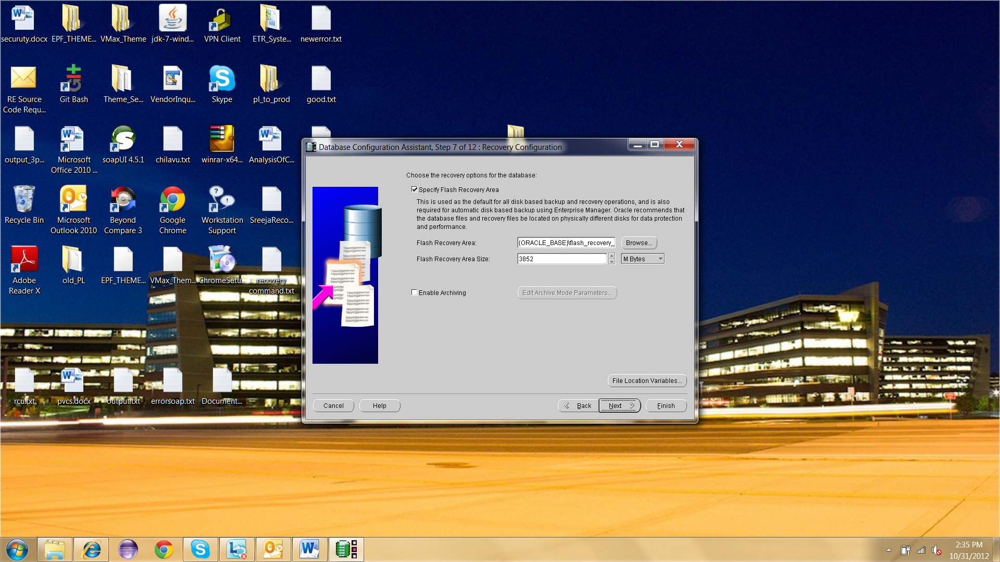 securuty.docx
EPF_THEME...
VMax_Theme
jdk-7-wind...
VPN Client
ETR_Syste...
newerror.txt
RE Source
Code Requ...
Git Bash
Theme_Se...
VendorInqu...
Skype
pl_to_prod
good.txt
output_3p...
Microsoft
Office 2010 ...
soapUI 4.5.1
chilavu.txt
winrar-x64...
AnalysisOfC...
Recycle Bin
Microsoft
Outlook 2010
Beyond
Compare 3
Google
Chrome
Workstation
Support
SreejaReco...
Adobe
Reader X
old_PL
EPF_THEME...
VMax_Them...
ChromeSetu...
recovery
command.txt
rcu.txt
pvcs.docx
output.txt
errorsoap.txt
Document...
Database Configuration Assistant, Step 7 of 12 : Recovery Configuration
Choose the recovery options for the database:
Specify Flash Recovery Area
This is used as the default for all disk based backup and recovery operations, and is also
required for automatic disk based backup using Enterprise Manager. Oracle recommends that
the database files and recovery files be located on physically different disks for data protection
and performance.
Flash Recovery Area:
{ORACLE_BASE}\flash_recovery_
Browse...
Flash Recovery Area Size:
3852
M Bytes
Enable Archiving
Edit Archive Mode Parameters...
File Location Variables...
Cancel
Help
Back
Next
Finish
2:35 PM
10/31/2012